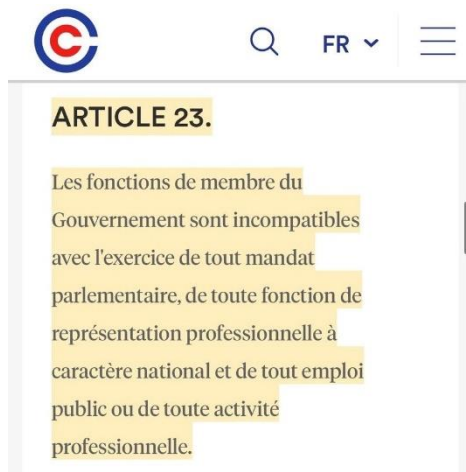 FR
ARTICLE 23.
Les fonctions de membre du
Gouvernement sont incompatibles
avec l'exercice de tout mandat
parlementaire, de toute fonction de
représentation professionnelle à
caractère national et de tout emploi
public ou de toute activité
professionnelle.